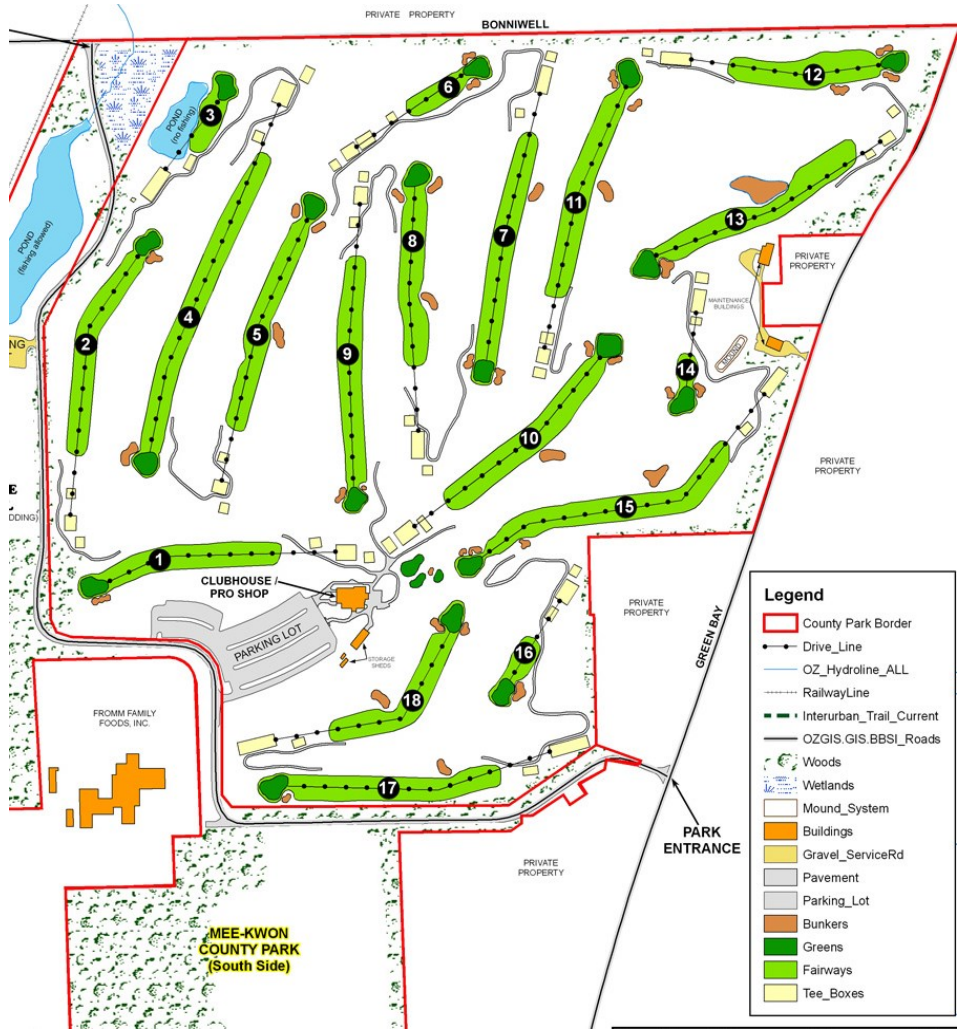 PRIVATE PROPERTY
BONNIWELL
12
6
3
POND
(no fishing)
11
13
7
8
POND
(fishing allowed)
PRIVATE
PROPERTY
MAINTENANCE
BUILDINGS
4
5
2
9
NG
MOUND
14
10
PRIVATE
PROPERTY
E
DDING)
15
1
CLUBHOUSE /
PRO SHOP
PRIVATE
PROPERTY
GREEN BAY
PARKING LOT
STORAGE
SHEDS
16
18
FROMM FAMILY
FOODS, INC.
17
PARK
ENTRANCE
PRIVATE
PROPERTY
MEE-KWON
COUNTY PARK
(South Side)
Legend
County Park Border
Drive_Line
OZ_Hydroline_ALL
RailwayLine
Interurban_Trail_Current
OZGIS.GIS.BBSI_Roads
Woods
Wetlands
Mound_System
Buildings
Gravel_ServiceRd
Pavement
Parking_Lot
Bunkers
Greens
Fairways
Tee_Boxes